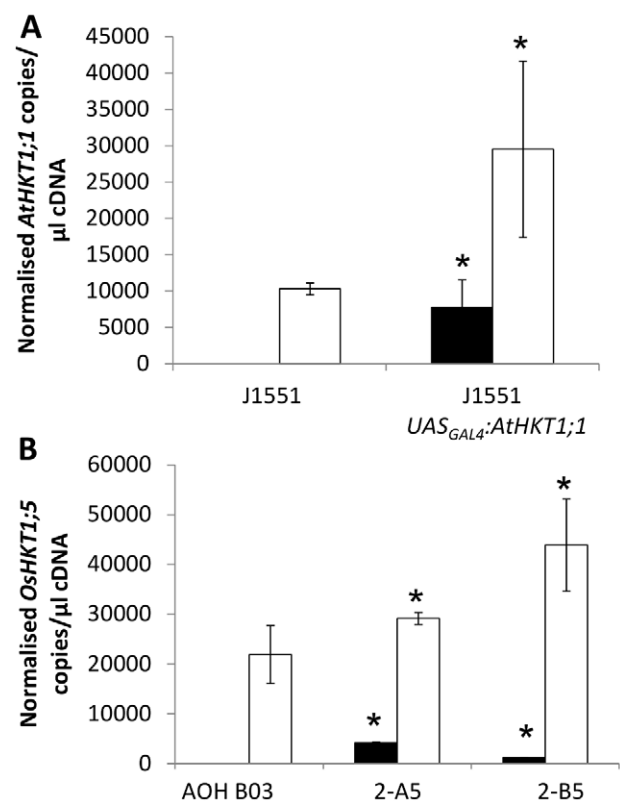 A
Normalised AtHKT1;1 copies/
µl cDNA
45000
40000
35000
30000
25000
20000
15000
10000
5000
0
*
*
J1551
J1551
UASGAL4:AtHKT1;1
B
Normalised OsHKT1;5
copies/µl cDNA
60000
50000
40000
30000
20000
10000
0
*
*
*
*
AOH B03
2-A5
2-B5